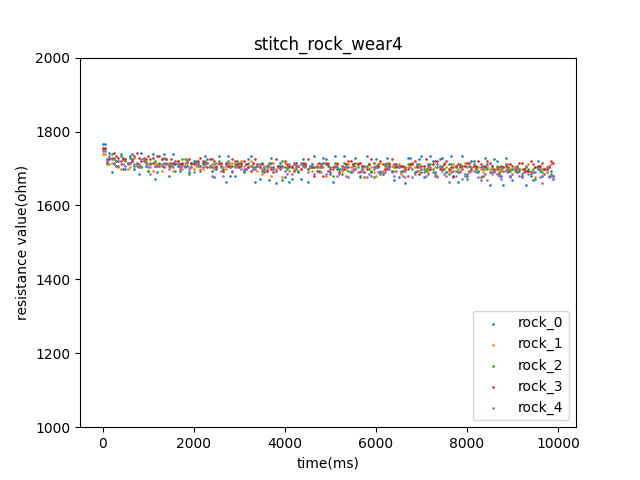 stitch_rock_wear4
resistance value(ohm)
2000
1800
1600
1400
1200
1000
rock_0
rock_1
rock_2
rock_3
rock_4
0 2000 4000 6000 8000 10000
time(ms)